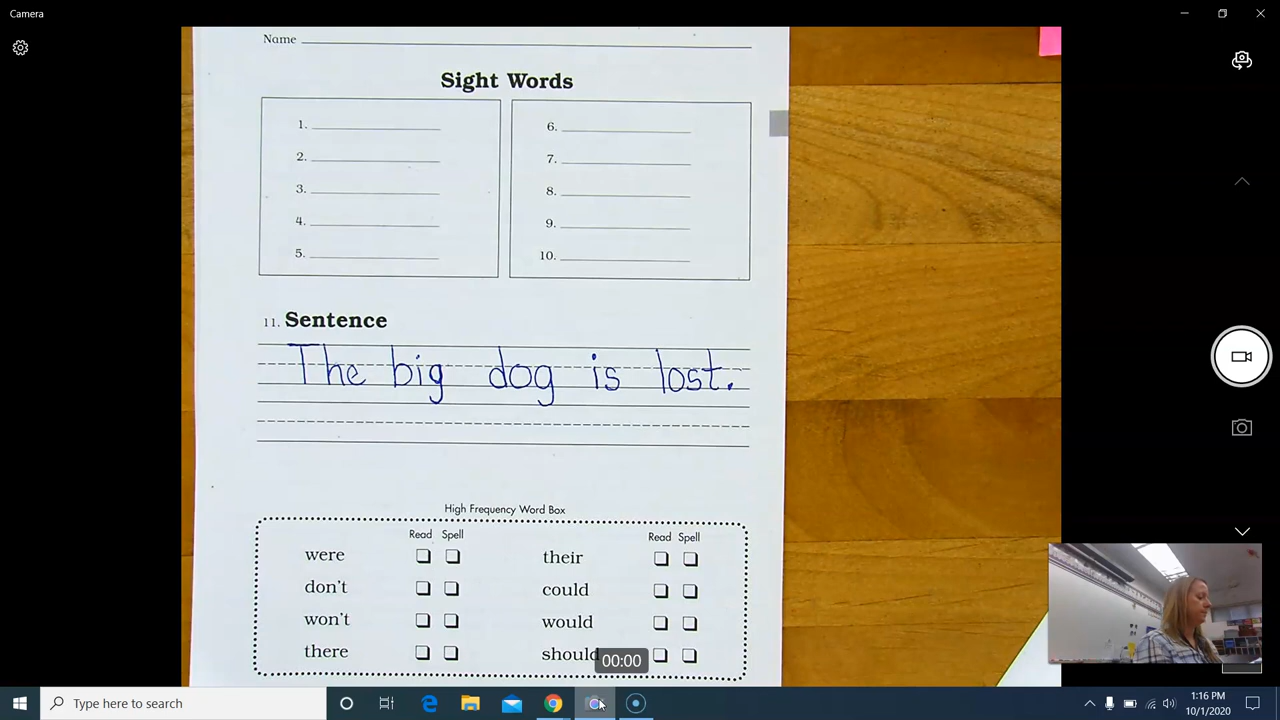 Camera
Name
Sight Words
1.
2.
3.
4.
5.
6.
7.
8.
9.
10.
11. Sentence
The big dog is lost.
High Frequency Word Box
Read Spell
were
don't
won't
there
Read Spell
their
could
would
should
00:00
Type here to search
1:16 PM
10/1/2020